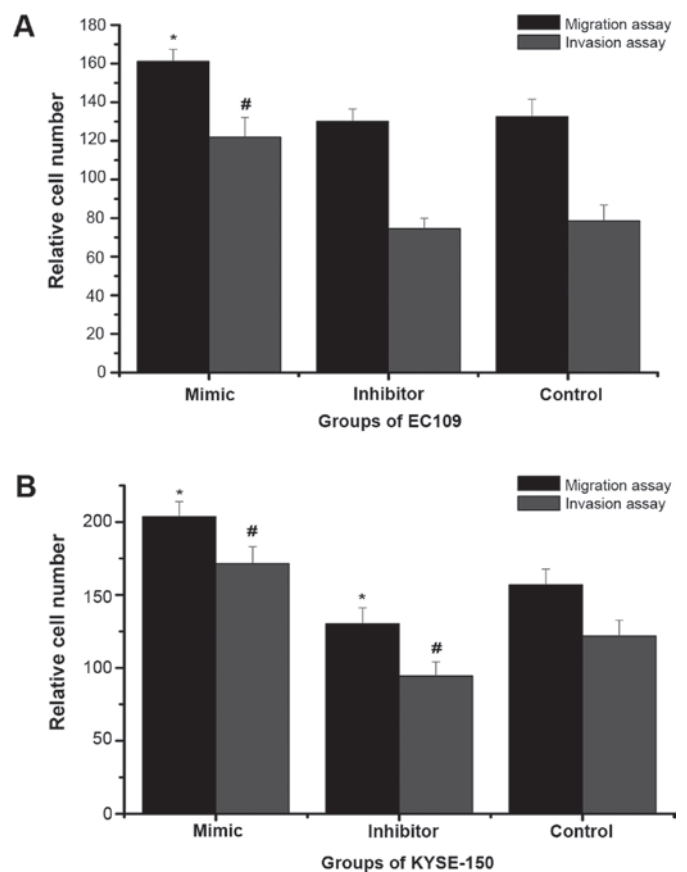 A
Migration assay
Invasion assay
Relative cell number
180
160
140
120
100
80
60
40
20
0
*
#
Mimic
Inhibitor
Control
Groups of EC109
B
Migration assay
Invasion assay
Relative cell number
200
150
100
50
0
*
#
*
#
Mimic
Inhibitor
Control
Groups of KYSE-150